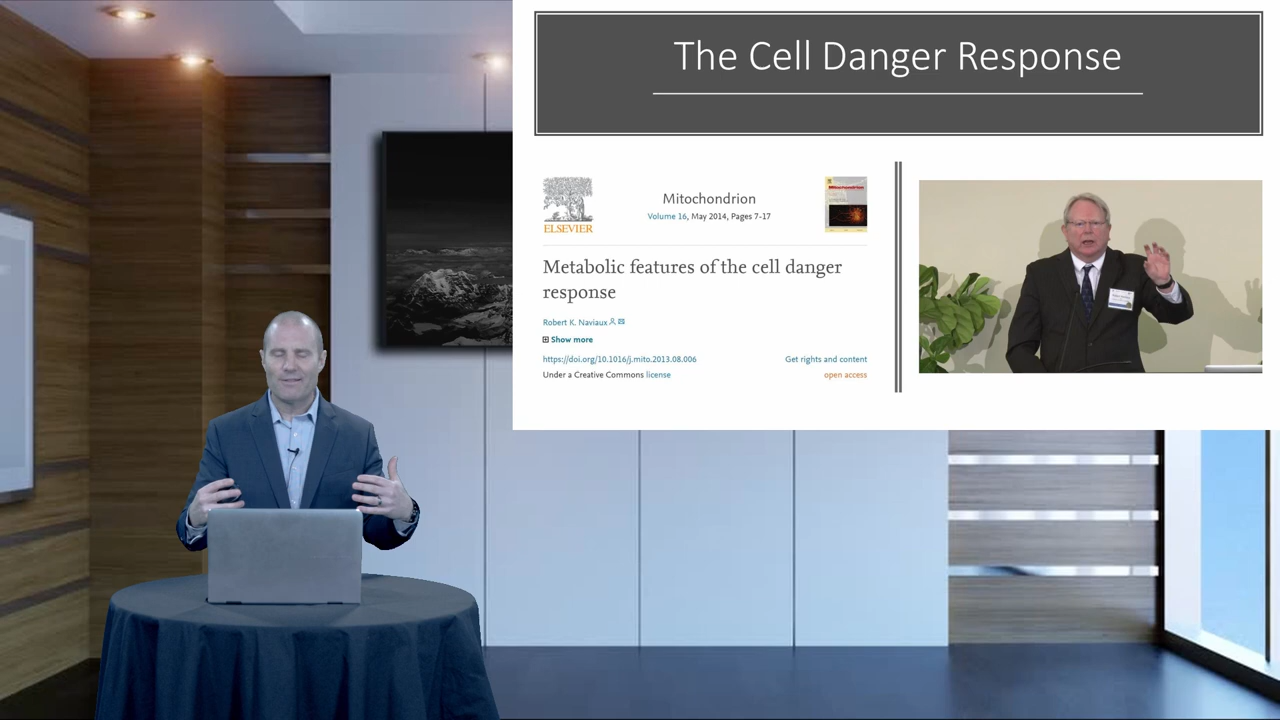 The Cell Danger Response
ELSEVIER
Mitochondrion
Volume 16, May 2014, Pages 7-17
Metabolic features of the cell danger
response
Robert K. Naviaux
Show more
https://doi.org/10.1016/j.mito.2013.08.006
Get rights and content
Under a Creative Commons license
open access